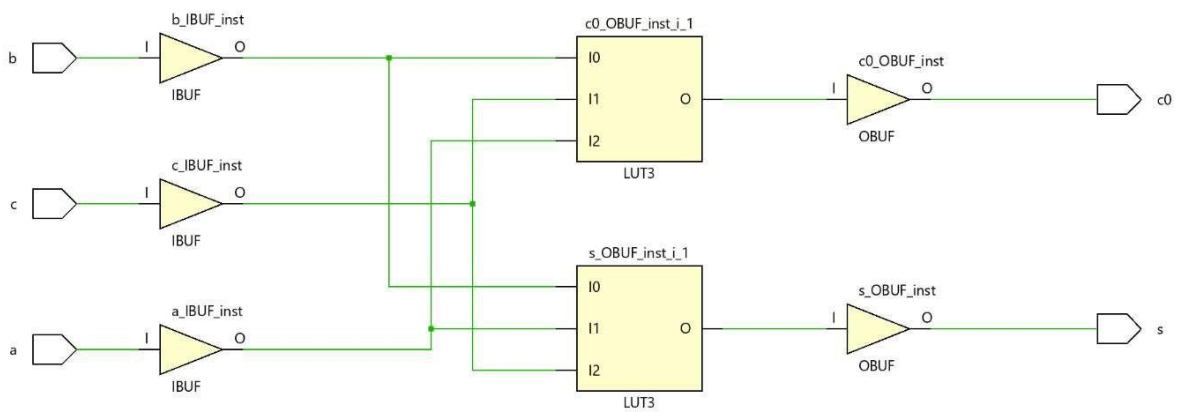 b_IBUF_inst
b
I
O
IBUF
c_IBUF_inst
c
I
O
IBUF
a_IBUF_inst
a
I
O
IBUF
c0_OBUF_inst_i_1
I0
I1
I2
O
LUT3
s_OBUF_inst_i_1
I0
I1
I2
O
LUT3
c0_OBUF_inst
I
O
OBUF
c0
s_OBUF_inst
I
O
OBUF
s